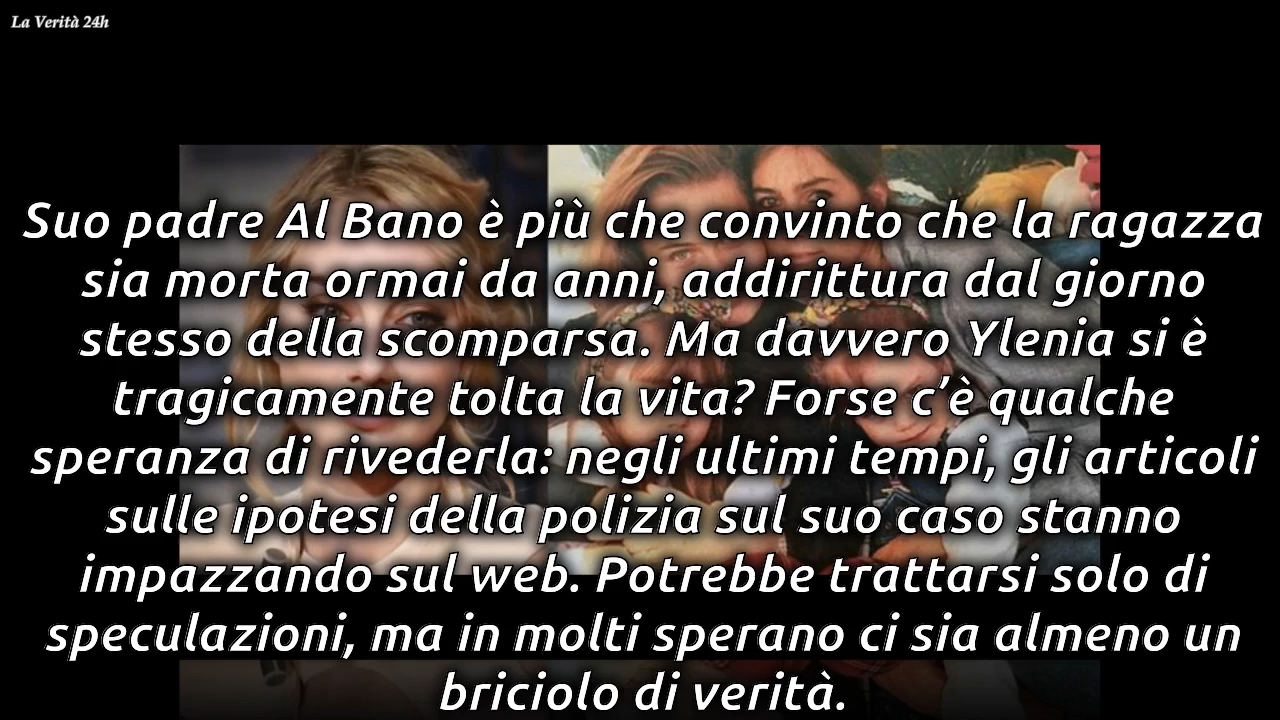 La Verità 24h
Suo padre Al Bano è più che convinto che la ragazza
sia morta ormai da anni, addirittura dal giorno
stesso della scomparsa. Ma davvero Ylenia si è
tragicamente tolta la vita? Forse c’è qualche
speranza di rivederla: negli ultimi tempi, gli articoli
sulle ipotesi della polizia sul suo caso stanno
impazzando sul web. Potrebbe trattarsi solo di
speculazioni, ma in molti sperano ci sia almeno un
briciolo di verità.